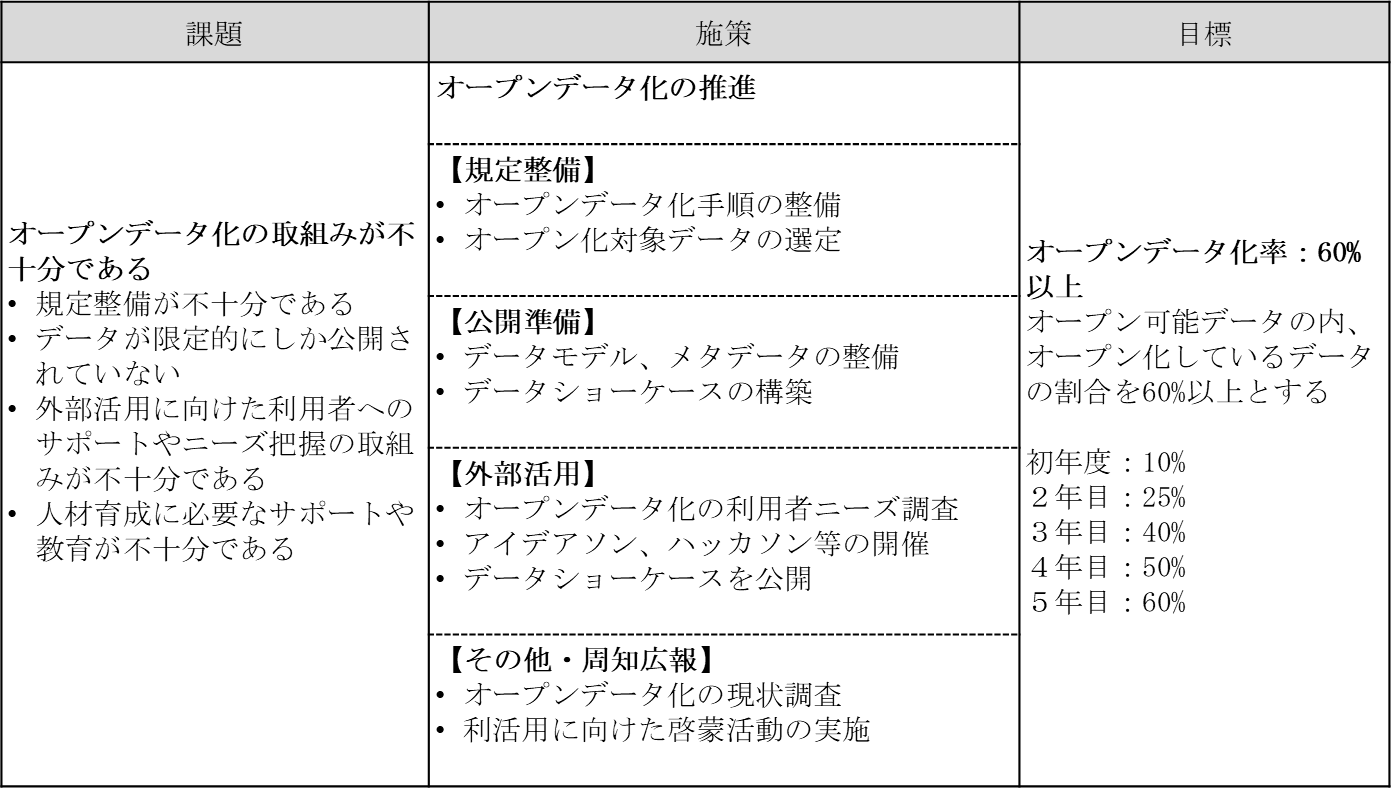 課題
施策
目標
オープンデータ化の取組みが不
十分である
• 規定整備が不十分である
• データが限定的にしか公開さ
れていない
• 外部活用に向けた利用者への
サポートやニーズ把握の取組
みが不十分である
• 人材育成に必要なサポートや
教育が不十分である
オープンデータ化の推進
【規定整備】
• オープンデータ化手順の整備
• オープン化対象データの選定
【公開準備】
• データモデル、メタデータの整備
• データショーケースの構築
【外部活用】
• オープンデータ化の利用者ニーズ調査
• アイデアソン、ハッカソン等の開催
• データショーケースを公開
【その他・周知広報】
• オープンデータ化の現状調査
• 利活用に向けた啓蒙活動の実施
オープンデータ化率：60%
以上
オープン可能データの内、
オープン化しているデータ
の割合を60%以上とする
初年度：10%
２年目：25%
３年目：40%
４年目：50%
５年目：60%